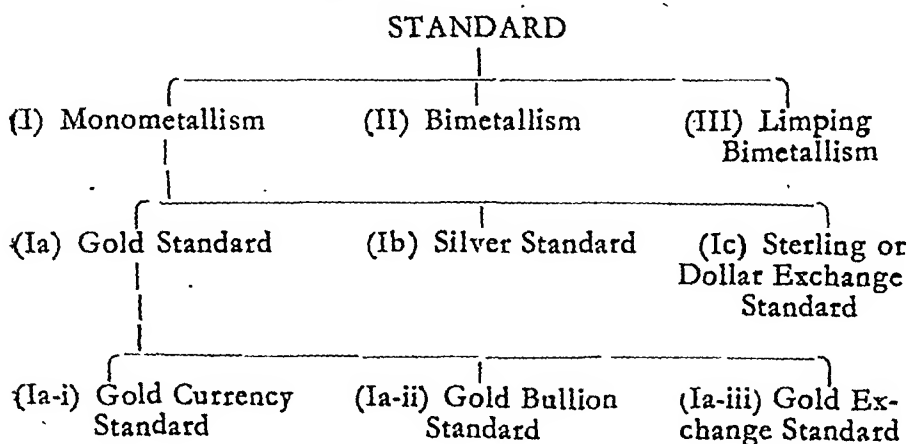 STANDARD
(I) Monometallism (II) Bimetallism (III) Limping
Bimetallism
(Ia) Gold Standard (Ib) Silver Standard (Ic) Sterling or
Dollar Exchange
Standard
(Ia-i) Gold Currency (Ia-ii) Gold Bullion (Ia-iii) Gold Ex-
Standard Standard change Standard